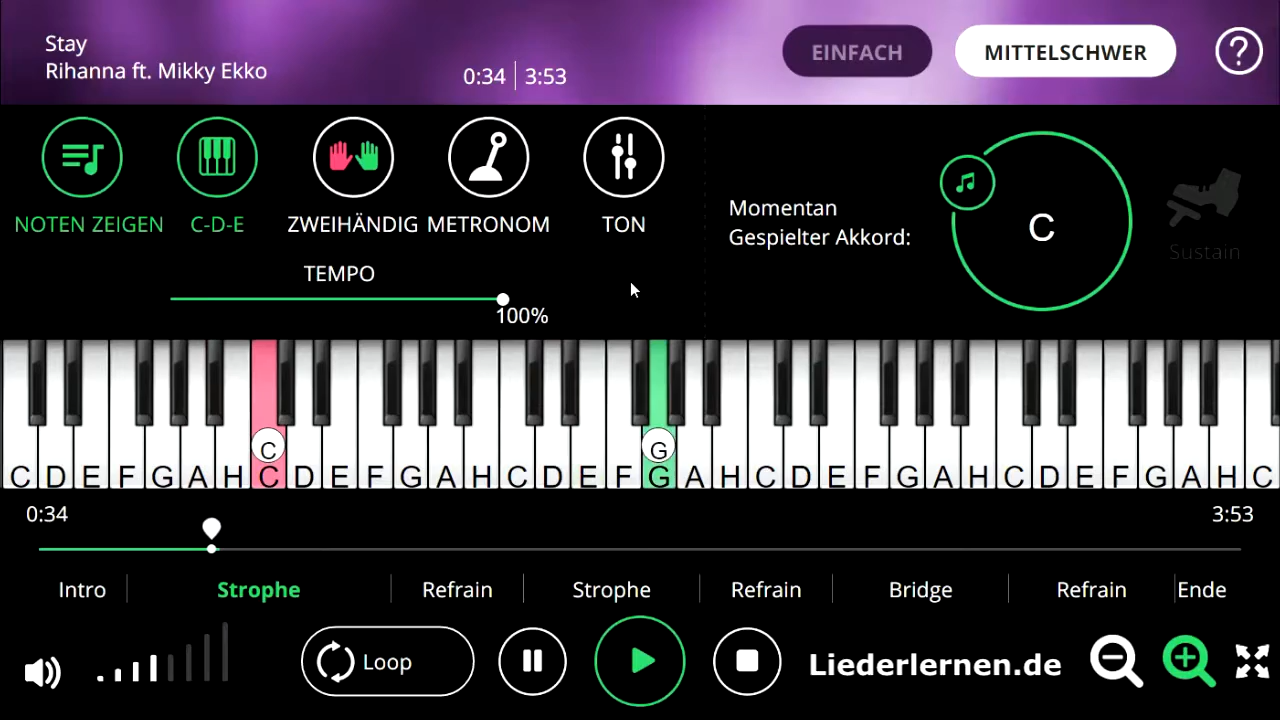 Stay
Rihanna ft. Mikky Ekko
0:34 3:53
EINFACH
MITTELSCHWER
?
NOTEN ZEIGEN
C-D-E
ZWEIHÄNDIG
METRONOM
TON
TEMPO
100%
Momentan
Gespielter Akkord:
C
Sustain
C G
C D E F G A H C D E F G A H C D E F G A H C D E F G A H C D E F G A H C
0:34 3:53
Intro Strophe Refrain Strophe Refrain Bridge Refrain Ende
Loop
Liederlernen.de